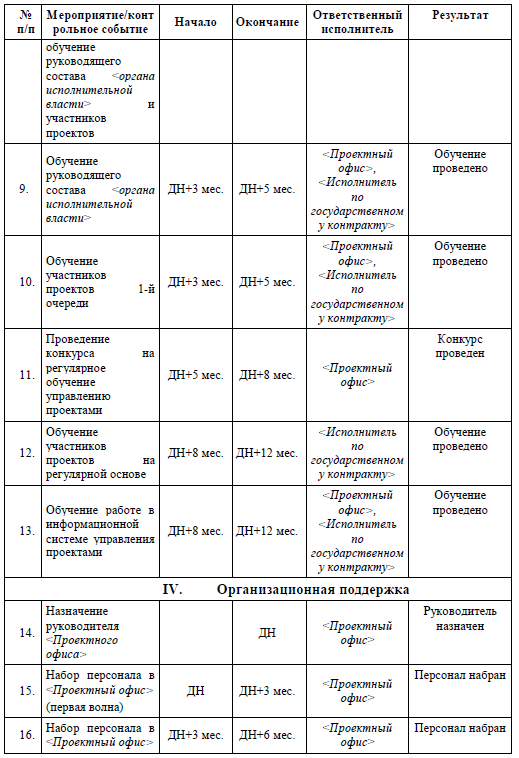 № п/п | Мероприятие/контрольное событие | Начало | Окончание | Ответственный исполнитель | Результат
обучение
руководящего
состава <органа
исполнительной
власти> и
участников
проектов
9.
Обучение
руководящего
состава <органа
исполнительной
власти>
ДН+3 мес.
ДН+5 мес.
<Проектный
офис>,
<Исполнитель
по
государственном
у контракту>
Обучение
проведено
10.
Обучение
участников
проектов 1-й
очереди
ДН+3 мес.
ДН+5 мес.
<Проектный
офис>,
<Исполнитель
по
государственном
у контракту>
Обучение
проведено
11.
Проведение
конкурса на
регулярное
обучение
управлению
проектами
ДН+5 мес.
ДН+8 мес.
<Проектный
офис>
Конкурс
проведен
12.
Обучение
участников
проектов на
регулярной основе
ДН+8 мес.
ДН+12 мес.
<Исполнитель
по
государственном
у контракту>
Обучение
проведено
13.
Обучение работе в
информационной
системе управления
проектами
ДН+8 мес.
ДН+12 мес.
<Проектный
офис>,
<Исполнитель
по
государственном
у контракту>
Обучение
проведено
IV. Организационная поддержка
14.
Назначение
руководителя
<Проектного
офиса>
ДН
<Проектный
офис>
Руководитель
назначен
15.
Набор персонала в
<Проектный офис>
(первая волна)
ДН
ДН+3 мес.
<Проектный
офис>
Персонал набран
16.
Набор персонала в
<Проектный офис>
ДН+3 мес.
ДН+6 мес.
<Проектный
офис>
Персонал набран